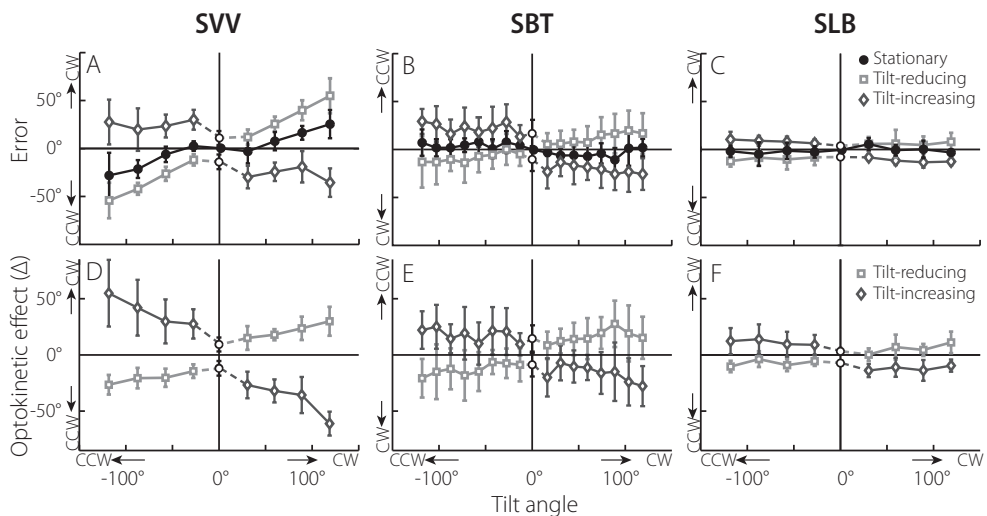 SVV SBT SLB
A B C
Stationary
Tilt-reducing
Tilt-increasing
CW CCW CCW
50°
0°
-50°
Error
CCW CW CW
D E F
Tilt-reducing
Tilt-increasing
CW CCW CCW
50°
0°
-50°
Optokinetic effect (Δ)
CCW CW CW
CCW CW CCW CW CCW CW
-100° 0° 100° -100° 0° 100° -100° 0° 100°
Tilt angle